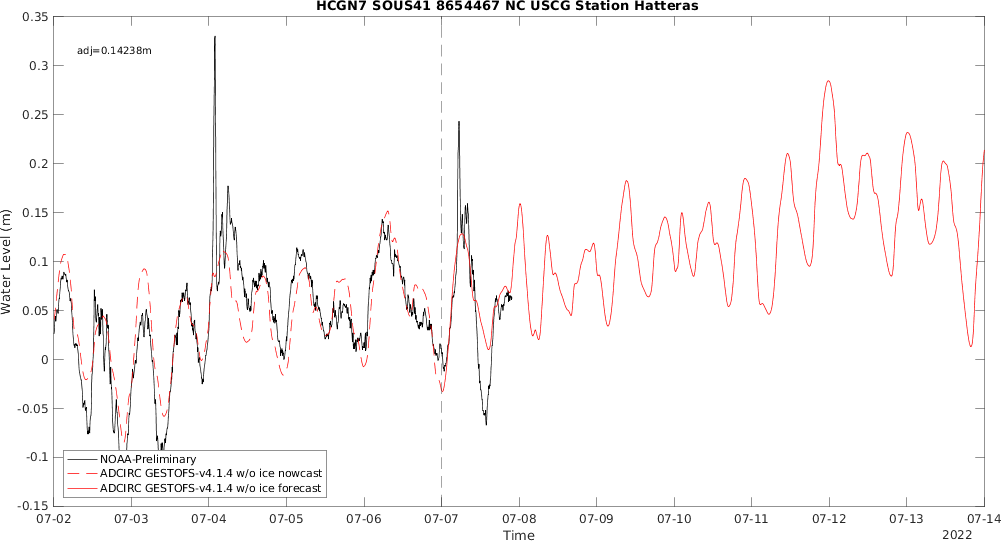 HCGN7 SOUS41 8654467 NC USCG Station Hatteras
adj=0.14238m
0.35
0.3
0.25
0.2
0.15
0.1
0.05
0
-0.05
-0.1
-0.15
Water Level (m)
NOAA-Preliminary
ADCIRC GESTOFS-v4.1.4 w/o ice nowcast
ADCIRC GESTOFS-v4.1.4 w/o ice forecast
07-02 07-03 07-04 07-05 07-06 07-07 07-08 07-09 07-10 07-11 07-12 07-13 07-14
Time
2022